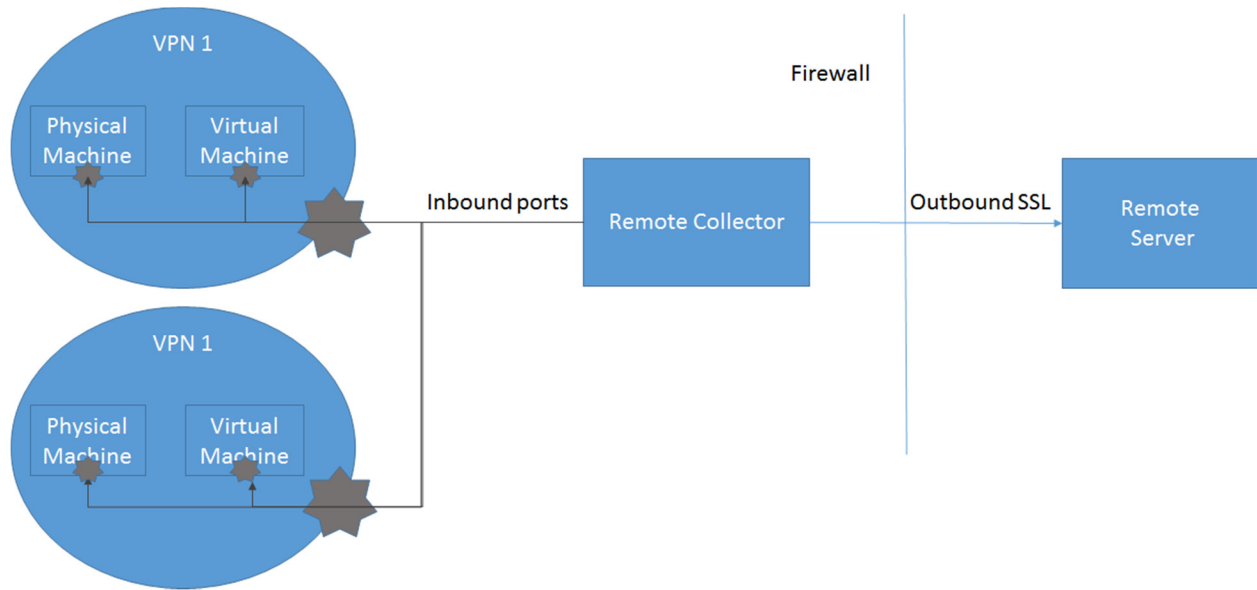 VPN 1
Physical
Machine
Virtual
Machine
Inbound ports
Remote Collector
Firewall
Outbound SSL
Remote
Server
VPN 1
Physical
Machine
Virtual
Machine